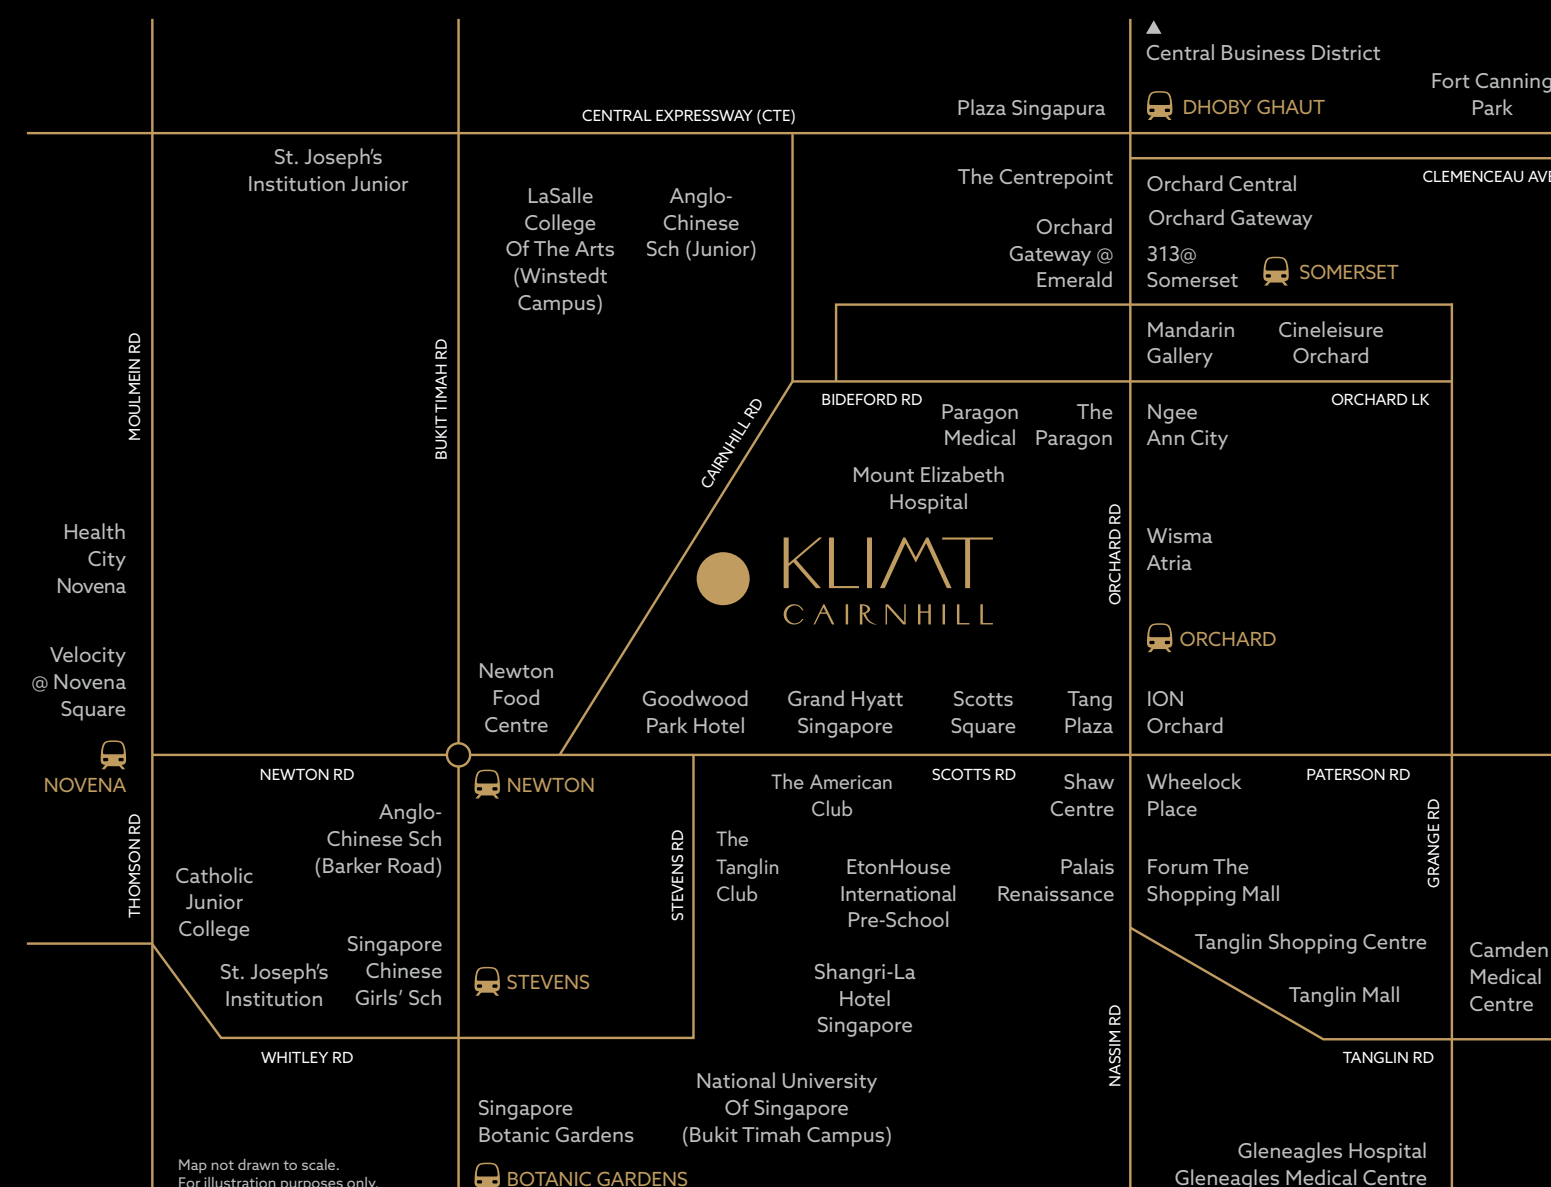 Central Business District
Fort Canning
Park
Plaza Singapura
DHOBY GHAUT
CENTRAL EXPRESSWAY (CTE)
St. Joseph's
Institution Junior
LaSalle
College
Of The Arts
(Winstedt
Campus)
Anglo-
Chinese
Sch (Junior)
The Centrepoint
Orchard
Gateway @
Emerald
Orchard Central
Orchard Gateway
313@
Somerset
SOMERSET
CLEMENCEAU AVE
Mandarin
Gallery
Cineleisure
Orchard
MOULMEIN RD
BUKIT TIMAH RD
CAIRNHILL RD
BIDEFORD RD
ORCHARD LK
Paragon
Medical
The
Paragon
Ngee
Ann City
Mount Elizabeth
Hospital
ORCHARD RD
Wisma
Atria
Health
City
Novena
KLIMT
CAIRNHILL
ORCHARD
Velocity
@ Novena
Square
Newton
Food
Centre
Goodwood
Park Hotel
Grand Hyatt
Singapore
Scotts
Square
Tang
Plaza
ION
Orchard
NOVENA
NEWTON RD
NEWTON
SCOTTS RD
PATERSON RD
The American
Club
Shaw
Centre
Wheelock
Place
THOMSON RD
Anglo-
Chinese Sch
(Barker Road)
STEVENS RD
The
Tanglin
Club
EtonHouse
International
Pre-School
Palais
Renaissance
Forum The
Shopping Mall
GRANGE RD
Catholic
Junior
College
St. Joseph's
Institution
Singapore
Chinese
Girls' Sch
STEVENS
Shangri-La
Hotel
Singapore
Tanglin Shopping Centre
Tanglin Mall
Camden
Medical
Centre
NASSIM RD
WHITLEY RD
TANGLIN RD
Singapore
Botanic Gardens
National University
Of Singapore
(Bukit Timah Campus)
BOTANIC GARDENS
Gleneagles Hospital
Gleneagles Medical Centre
Map not drawn to scale.
For illustration purposes only.